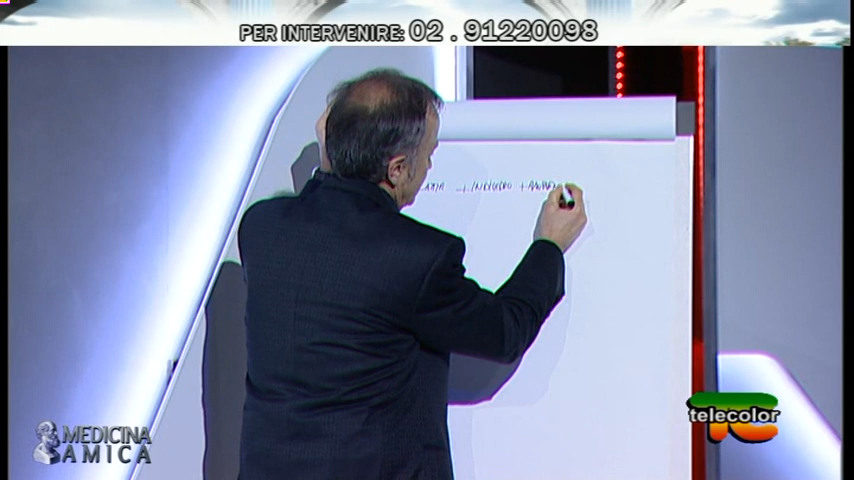 PER INTERVENIRE: 02 . 91220098
MEDICINA
AMICA
telecolor